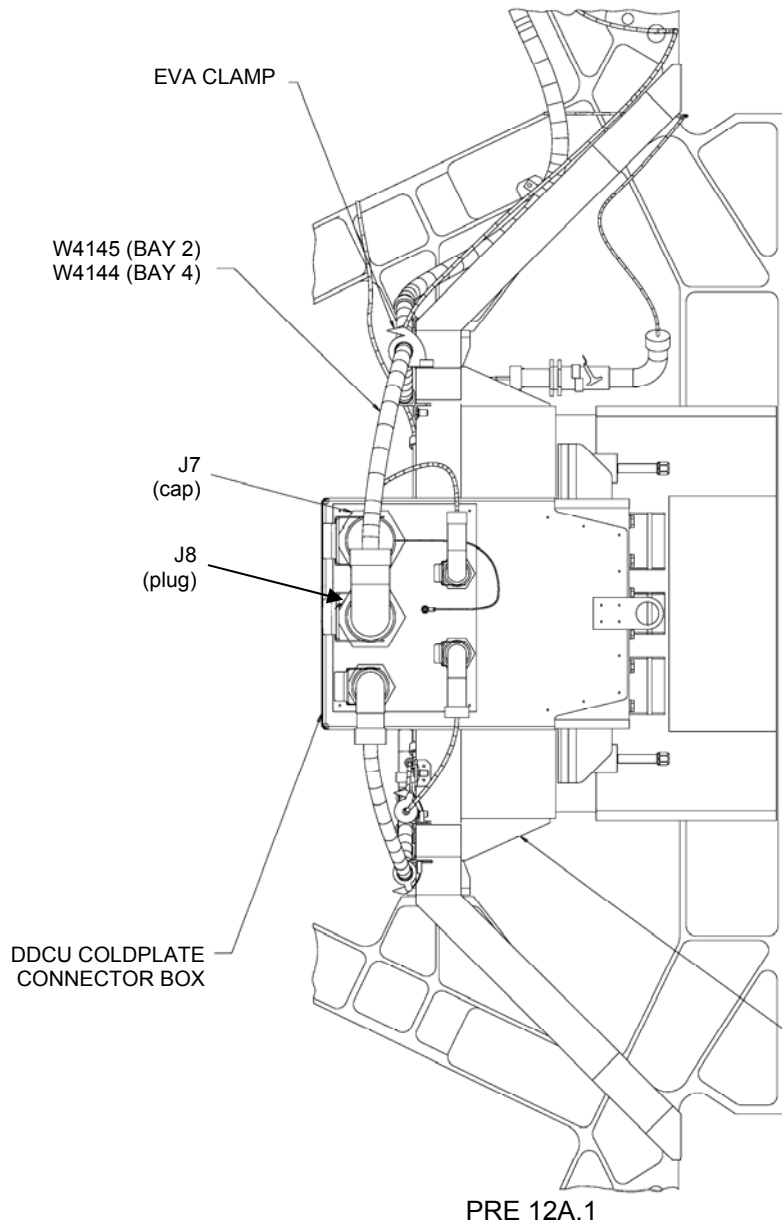 EVA CLAMP
W4145 (BAY 2)
W4144 (BAY 4)
J7
(cap)
J8
(plug)
DDCU COLDPLATE
CONNECTOR BOX
PRE 12A.1